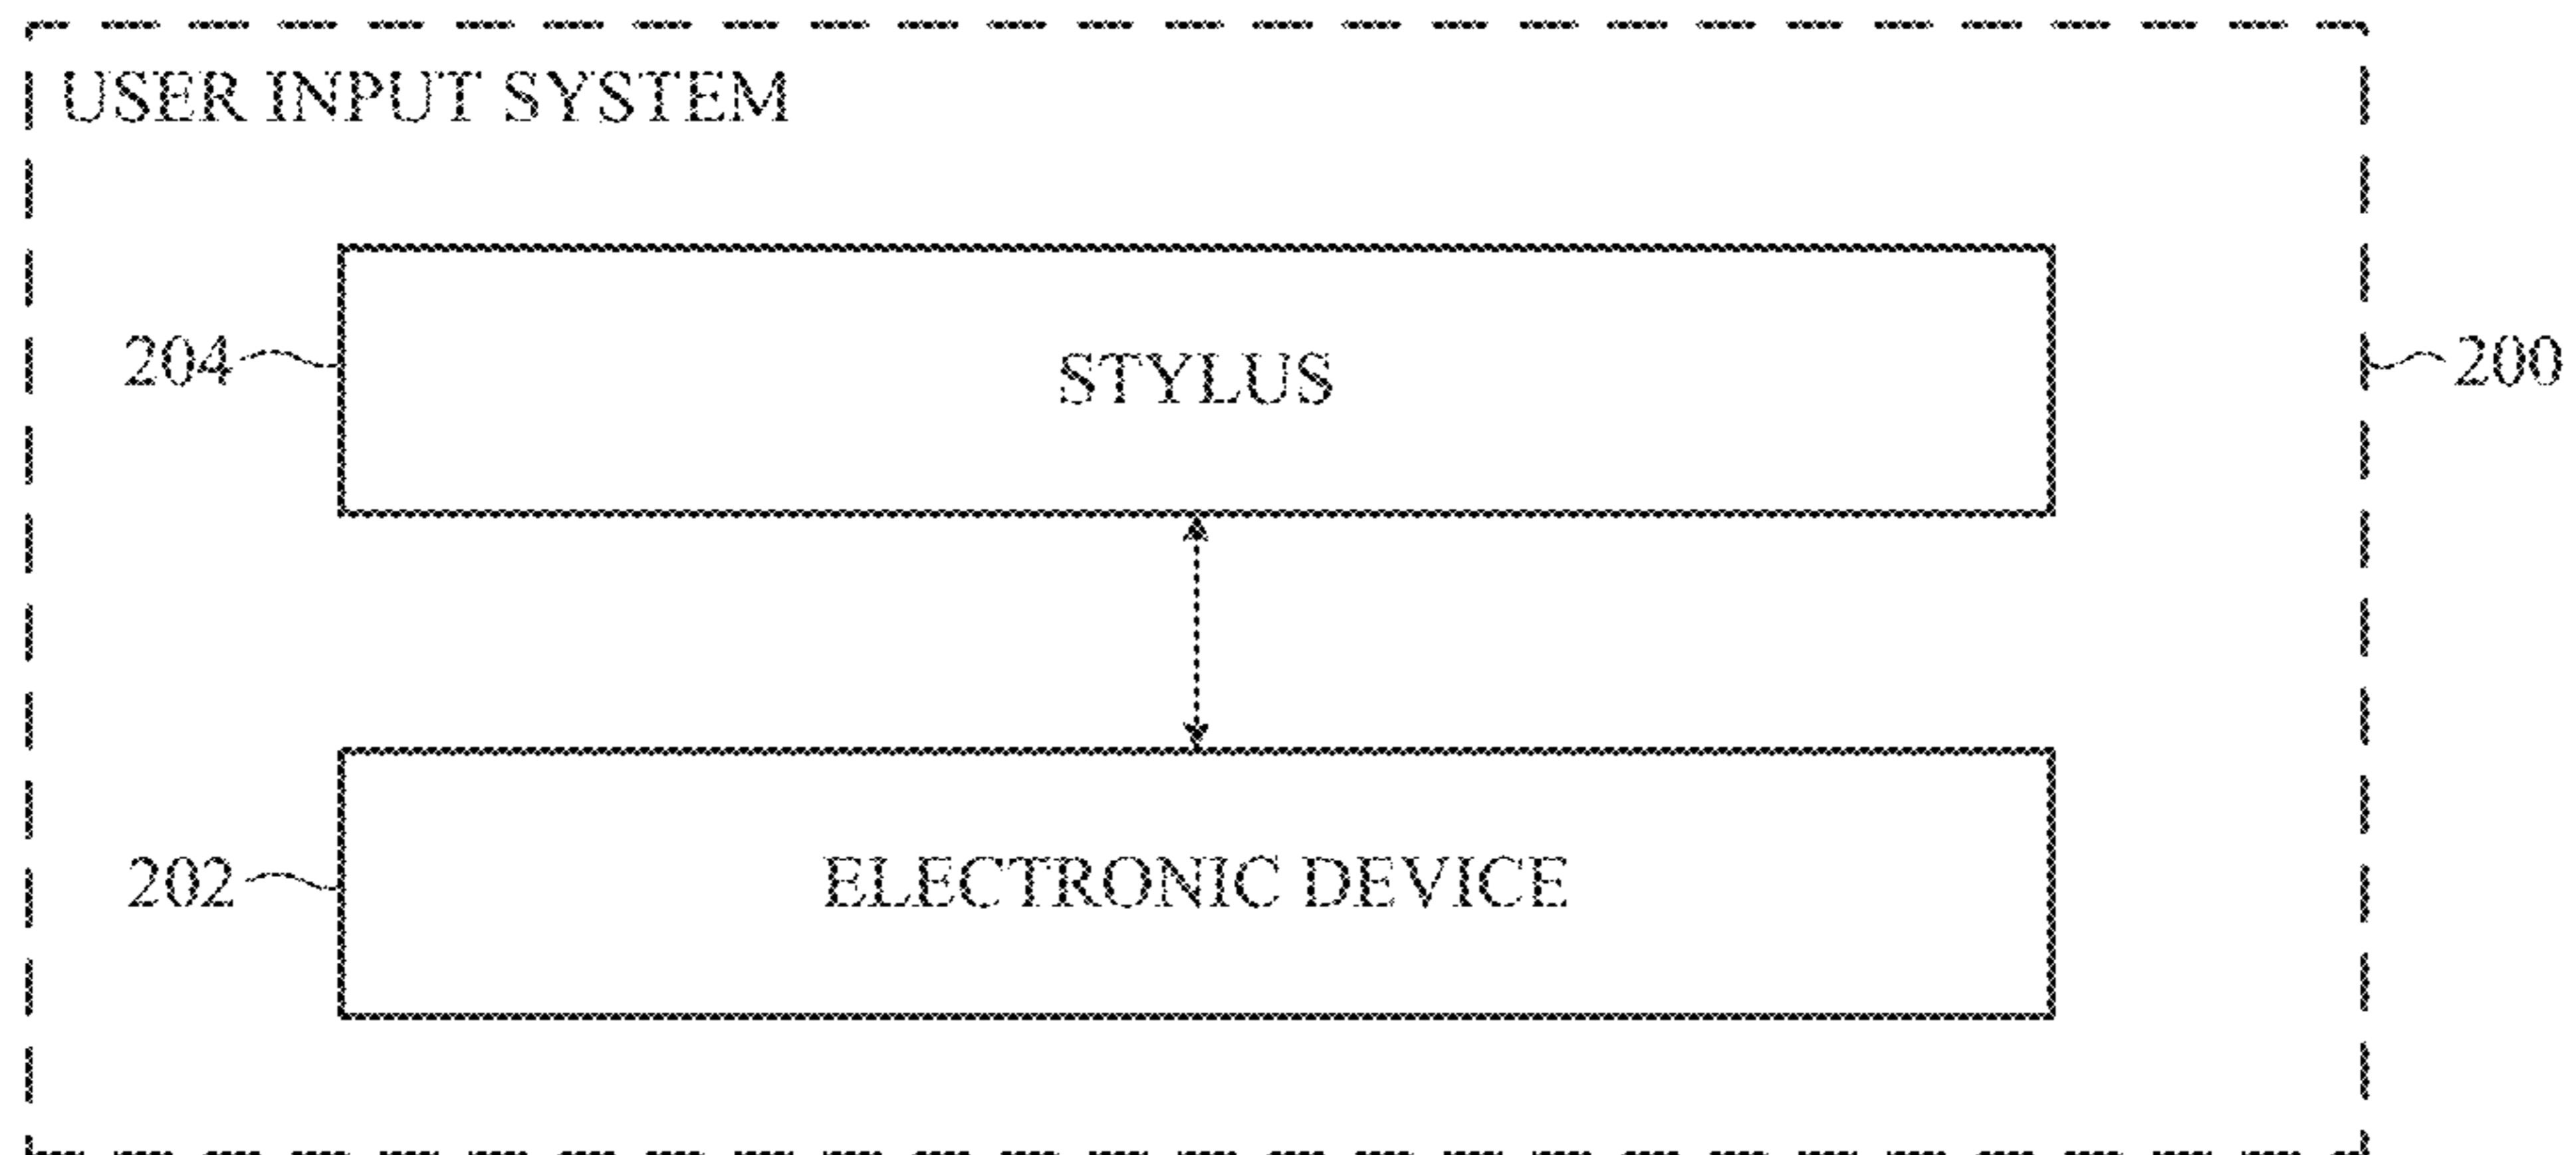 USER INPUT SYSTEM
204
STYLUS
200
202
ELECTRONIC DEVICE